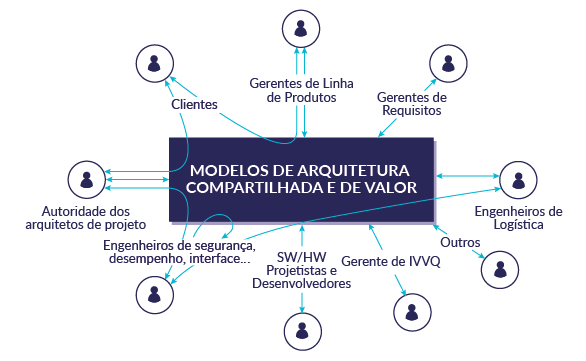 Gerentes de Linha
de Produtos
Clientes
Gerentes de
Requisitos
MODELOS DE ARQUITETURA
COMPARTILHADA E DE VALOR
Autoridade dos
arquitetos de projeto
Engenheiros de
Logística
Engenheiros de segurança,
desempenho, interface...
SW/HW
Projetistas e
Desenvolvedores
Gerente de IVVQ
Outros